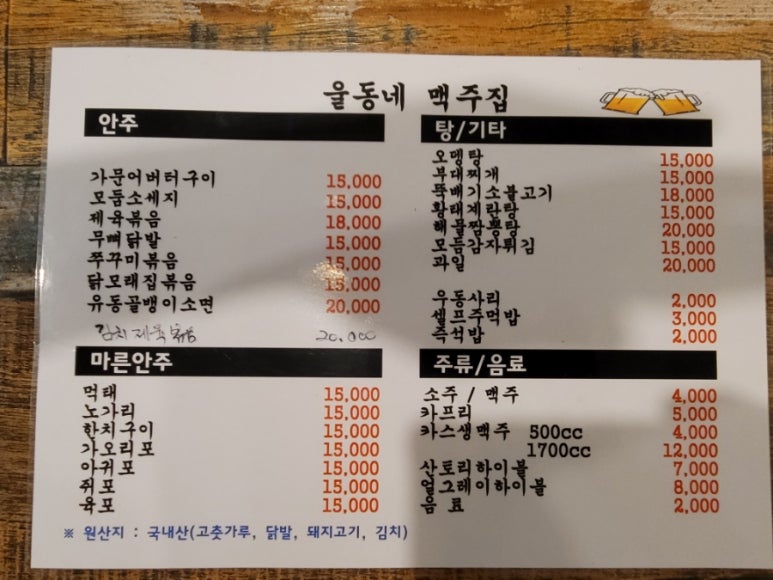 울동네 맥주집
안주
가문어버터구이 15,000
모둠소세지 15,000
제육볶음 18,000
무뼈닭발 15,000
쭈꾸미볶음 15,000
닭모래집볶음 15,000
유동골뱅이소면 20,000
김치제육볶음 20,000
마른안주
먹태 15,000
노가리 15,000
한치구이 15,000
가오리포 15,000
아귀포 15,000
쥐포 15,000
육포 15,000
※ 원산지 : 국내산(고춧가루, 닭발, 돼지고기, 김치)
탕/기타
오뎅탕 15,000
부대찌개 15,000
뚝배기소불고기 18,000
황태계란탕 15,000
해물짬뽕탕 20,000
모듬감자튀김 15,000
과일 20,000
우동사리 2,000
셀프주먹밥 3,000
즉석밥 2,000
주류/음료
소주 / 맥주 4,000
카프리 5,000
카스생맥주 500cc 4,000
1700cc 12,000
산토리하이볼 7,000
얼그레이하이볼 8,000
음료 2,000